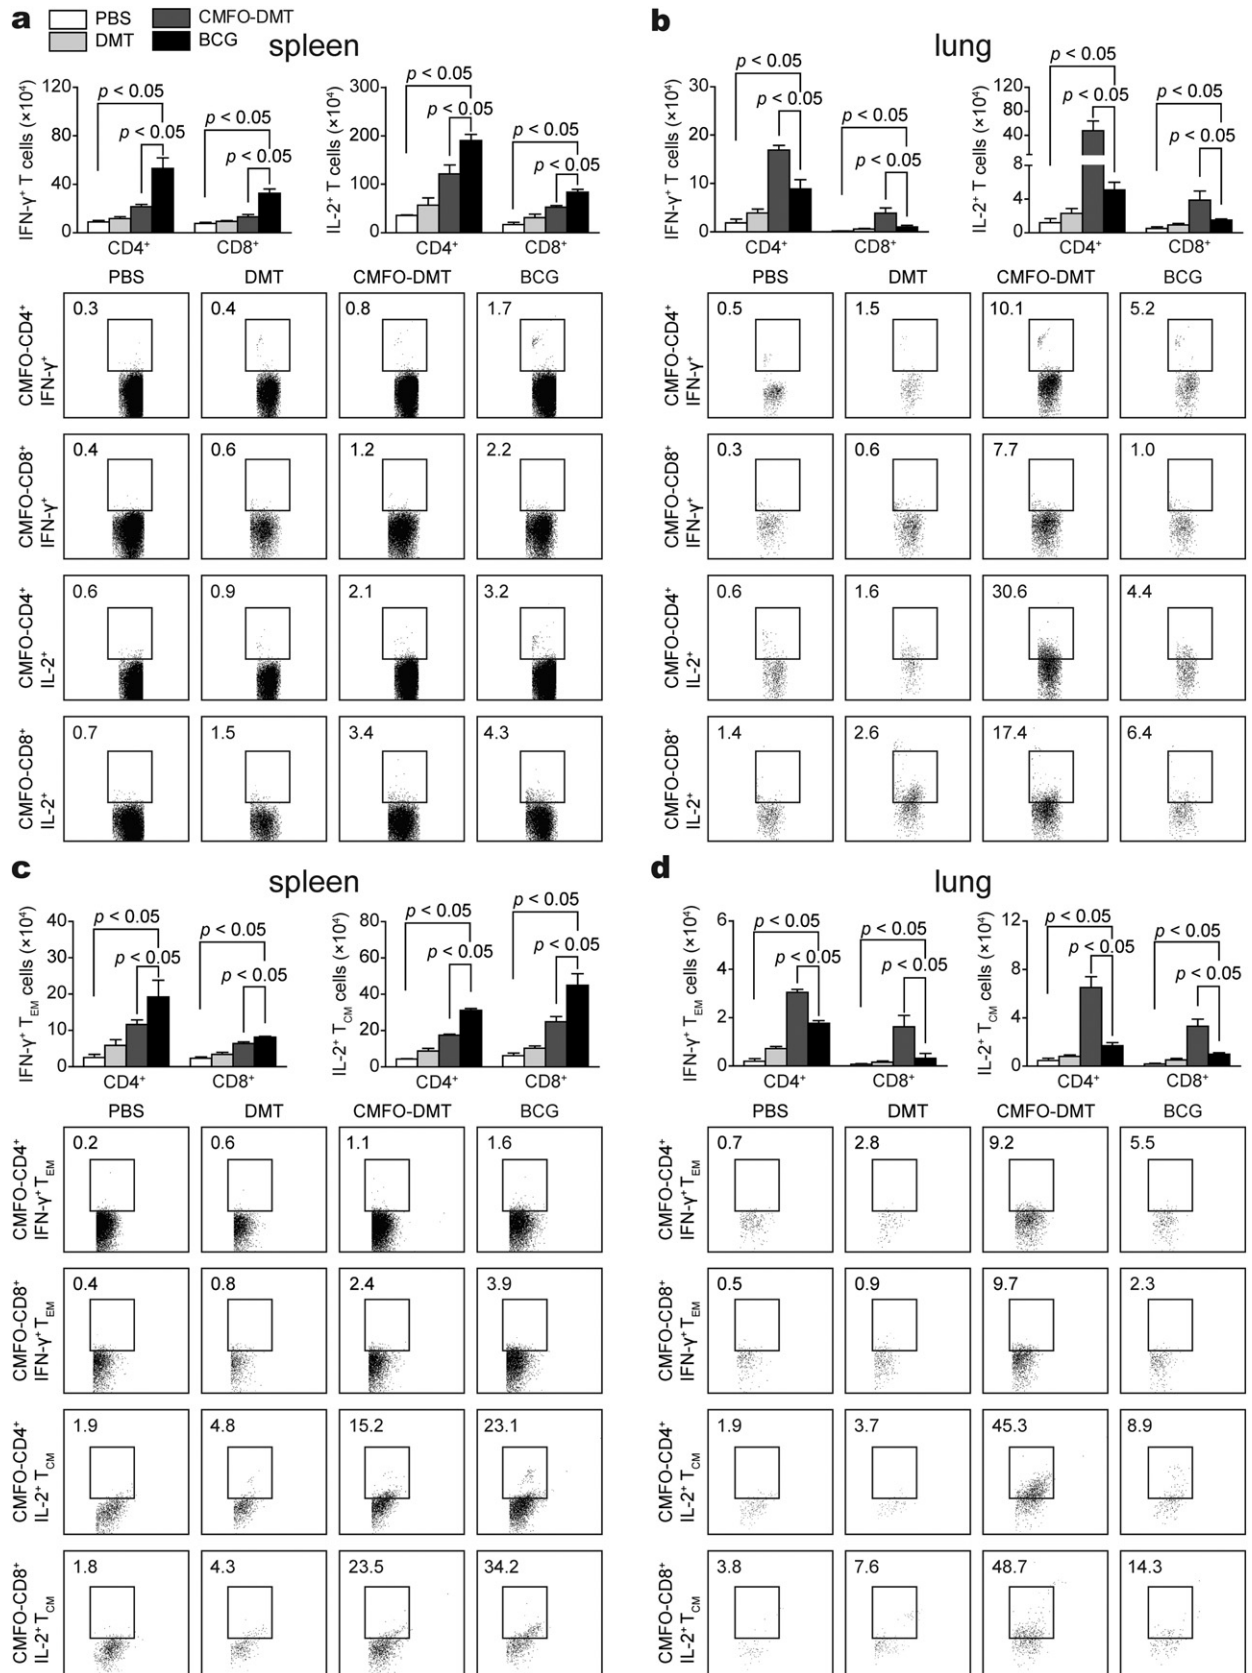 a
PBS
CMFO-DMT
DMT
BCG
spleen
IFN-γ⁺ T cells (×10⁴)
120
80
40
0
p < 0.05
p < 0.05
p < 0.05
p < 0.05
CD4⁺
CD8⁺
IL-2⁺ T cells (×10⁴)
300
200
100
0
p < 0.05
p < 0.05
p < 0.05
p < 0.05
CD4⁺
CD8⁺
PBS DMT CMFO-DMT BCG
CMFO-CD4⁺
IFN-γ⁺
0.3 0.4 0.8 1.7
CMFO-CD8⁺
IFN-γ⁺
0.4 0.6 1.2 2.2
CMFO-CD4⁺
IL-2⁺
0.6 0.9 2.1 3.2
CMFO-CD8⁺
IL-2⁺
0.7 1.5 3.4 4.3
b
lung
IFN-γ⁺ T cells (×10⁴)
30
20
10
0
p < 0.05
p < 0.05
p < 0.05
p < 0.05
CD4⁺
CD8⁺
IL-2⁺ T cells (×10⁴)
120
80
40
8
4
0
p < 0.05
p < 0.05
p < 0.05
p < 0.05
CD4⁺
CD8⁺
PBS DMT CMFO-DMT BCG
CMFO-CD4⁺
IFN-γ⁺
0.5 1.5 10.1 5.2
CMFO-CD8⁺
IFN-γ⁺
0.3 0.6 7.7 1.0
CMFO-CD4⁺
IL-2⁺
0.6 1.6 30.6 4.4
CMFO-CD8⁺
IL-2⁺
1.4 2.6 17.4 6.4
c
spleen
IFN-γ⁺ T_EM cells (×10⁴)
40
30
20
10
0
p < 0.05
p < 0.05
p < 0.05
p < 0.05
CD4⁺
CD8⁺
IL-2⁺ T_CM cells (×10⁴)
80
60
40
20
0
p < 0.05
p < 0.05
p < 0.05
p < 0.05
CD4⁺
CD8⁺
PBS DMT CMFO-DMT BCG
CMFO-CD4⁺
IFN-γ⁺ T_EM
0.2 0.6 1.1 1.6
CMFO-CD8⁺
IFN-γ⁺ T_EM
0.4 0.8 2.4 3.9
CMFO-CD4⁺
IL-2⁺ T_CM
1.9 4.8 15.2 23.1
CMFO-CD8⁺
IL-2⁺ T_CM
1.8 4.3 23.5 34.2
d
lung
IFN-γ⁺ T_EM cells (×10⁴)
6
4
2
0
p < 0.05
p < 0.05
p < 0.05
p < 0.05
CD4⁺
CD8⁺
IL-2⁺ T_CM cells (×10⁴)
12
8
4
0
p < 0.05
p < 0.05
p < 0.05
p < 0.05
CD4⁺
CD8⁺
PBS DMT CMFO-DMT BCG
CMFO-CD4⁺
IFN-γ⁺ T_EM
0.7 2.8 9.2 5.5
CMFO-CD8⁺
IFN-γ⁺ T_EM
0.5 0.9 9.7 2.3
CMFO-CD4⁺
IL-2⁺ T_CM
1.9 3.7 45.3 8.9
CMFO-CD8⁺
IL-2⁺ T_CM
3.8 7.6 48.7 14.3